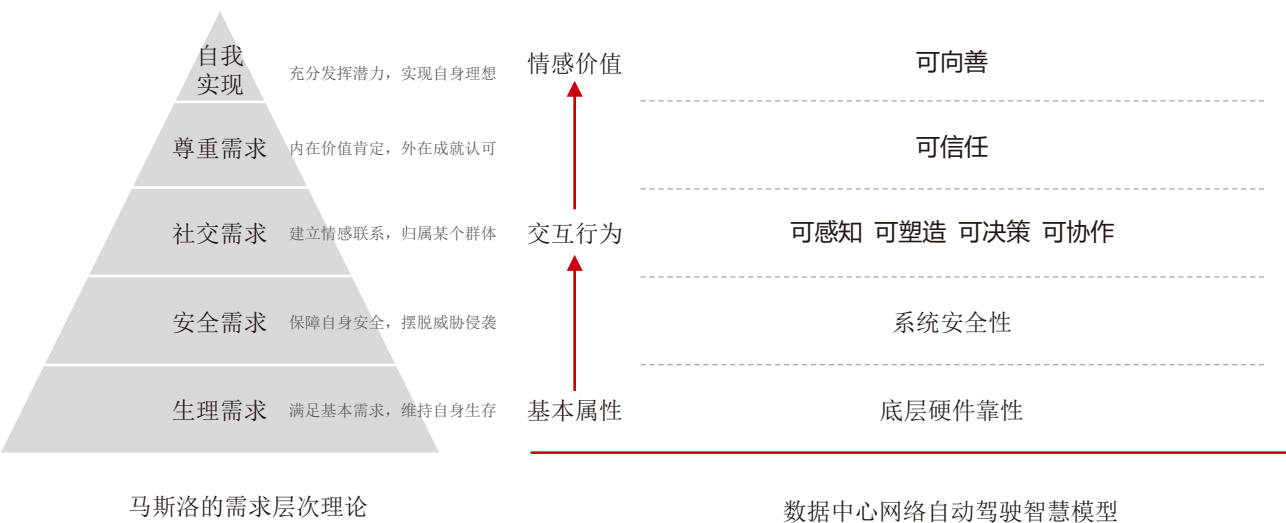 自我
实现
充分发挥潜力，实现自身理想
情感价值
可向善
尊重需求
内在价值肯定，外在成就认可
可信任
社交需求
建立情感联系，归属某个群体
交互行为
可感知 可塑造 可决策 可协作
安全需求
保障自身安全，摆脱威胁侵袭
系统安全性
生理需求
满足基本需求，维持自身生存
基本属性
底层硬件靠性
马斯洛的需求层次理论
数据中心网络自动驾驶智慧模型